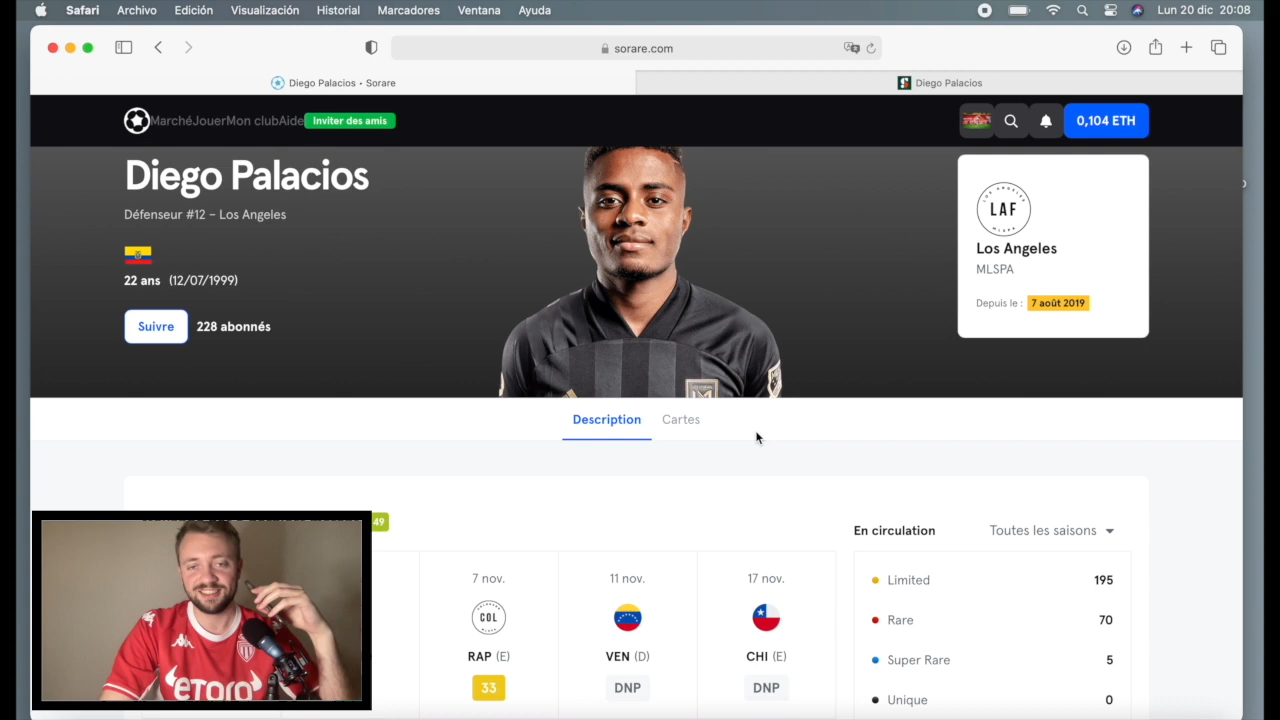 Safari Archivo Edición Visualización Historial Marcadores Ventana Ayuda Lun 20 dic 20:08
sorare.com
Diego Palacios • Sorare Diego Palacios
MarchéJouerMon clubAide Inviter des amis 0,104 ETH
Diego Palacios
Défenseur #12 – Los Angeles
22 ans (12/07/1999)
Suivre 228 abonnés
LOS ANGELES
LAF
MLSPA
Los Angeles
MLSPA
Depuis le : 7 août 2019
Description Cartes
49
En circulation Toutes les saisons
7 nov. 11 nov. 17 nov.
COL
RAP (E) VEN (D) CHI (E)
33 DNP DNP
Limited 195
Rare 70
Super Rare 5
Unique 0
eTORO